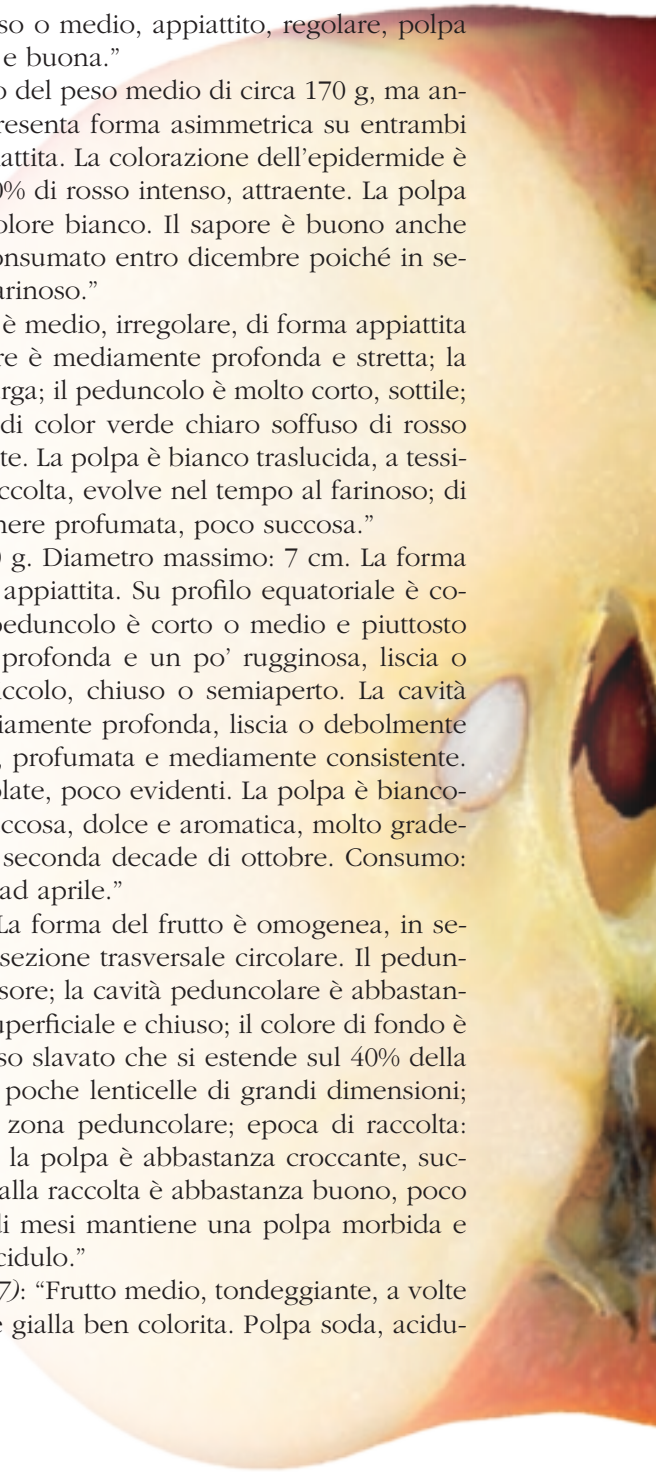 so o medio, appiattito, regolare, polpa
e buona.”
o del peso medio di circa 170 g, ma an-
resenta forma asimmetrica su entrambi
iattita. La colorazione dell’epidermide è
0% di rosso intenso, attraente. La polpa
olore bianco. Il sapore è buono anche
onsumato entro dicembre poiché in se-
arinoso.”
è medio, irregolare, di forma appiattita
re è mediamente profonda e stretta; la
rga; il peduncolo è molto corto, sottile;
di color verde chiaro soffuso di rosso
te. La polpa è bianco traslucida, a tessi-
ccolta, evolve nel tempo al farinoso; di
nere profumata, poco succosa.”
0 g. Diametro massimo: 7 cm. La forma
appiattita. Su profilo equatoriale è co-
peduncolo è corto o medio e piuttosto
profonda e un po’ rugginosa, liscia o
iccolo, chiuso o semiaperto. La cavità
iamente profonda, liscia o debolmente
, profumata e mediamente consistente.
olate, poco evidenti. La polpa è bianco-
ccosa, dolce e aromatica, molto grade-
seconda decade di ottobre. Consumo:
ad aprile.”
La forma del frutto è omogenea, in se-
sezione trasversale circolare. Il pedun-
sore; la cavità peduncolare è abbastan-
uperficiale e chiuso; il colore di fondo è
so slavato che si estende sul 40% della
poche lenticelle di grandi dimensioni;
zona peduncolare; epoca di raccolta:
la polpa è abbastanza croccante, suc-
alla raccolta è abbastanza buono, poco
di mesi mantiene una polpa morbida e
cidulo.”
7): “Frutto medio, tondeggiante, a volte
e gialla ben colorita. Polpa soda, acidu-